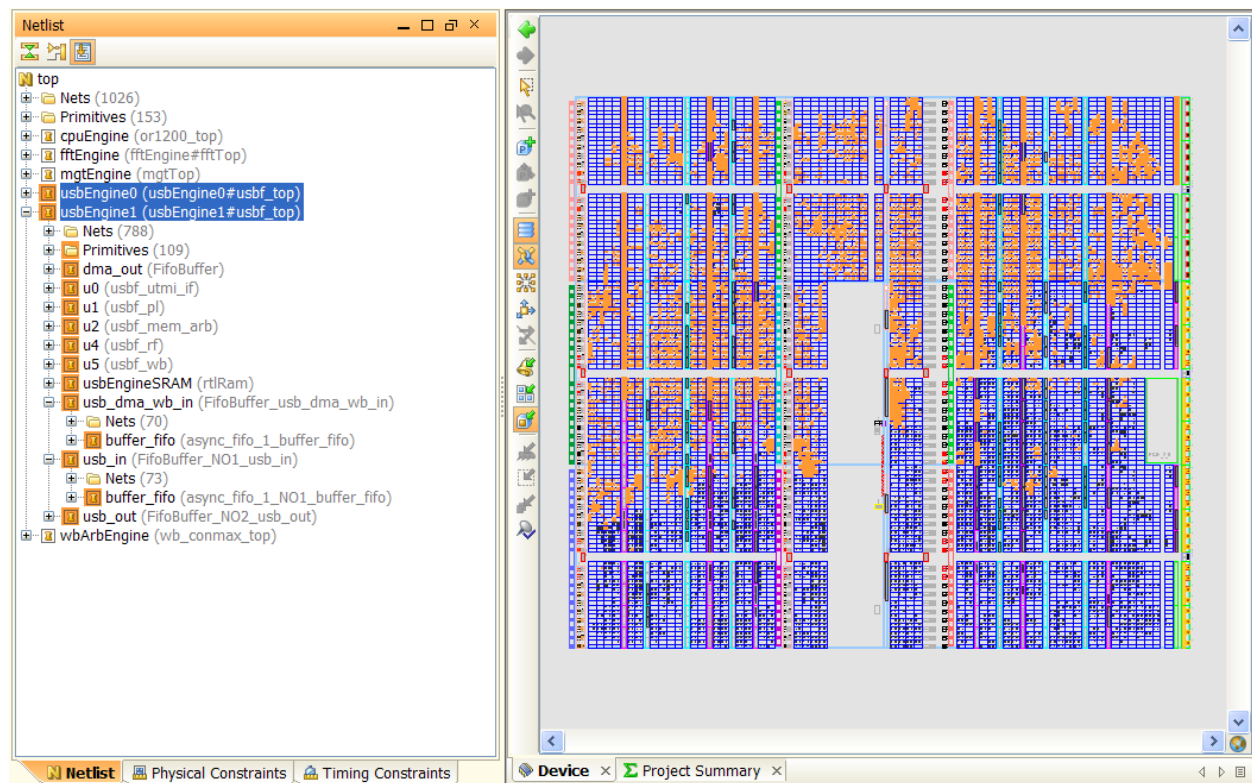 Netlist
top
Nets (1026)
Primitives (153)
cpuEngine (or1200_top)
fftEngine (fftEngine#fftTop)
mgtEngine (mgtTop)
usbEngine0 (usbEngine0#usbf_top)
usbEngine1 (usbEngine1#usbf_top)
Nets (788)
Primitives (109)
dma_out (FifoBuffer)
u0 (usbf_utmi_if)
u1 (usbf_pl)
u2 (usbf_mem_arb)
u4 (usbf_rf)
u5 (usbf_wb)
usbEngineSRAM (rtlRam)
usb_dma_wb_in (FifoBuffer_usb_dma_wb_in)
Nets (70)
buffer_fifo (async_fifo_1_buffer_fifo)
usb_in (FifoBuffer_NO1_usb_in)
Nets (73)
buffer_fifo (async_fifo_1_NO1_buffer_fifo)
usb_out (FifoBuffer_NO2_usb_out)
wbArbEngine (wb_conmax_top)
Netlist Physical Constraints Timing Constraints
Device Project Summary